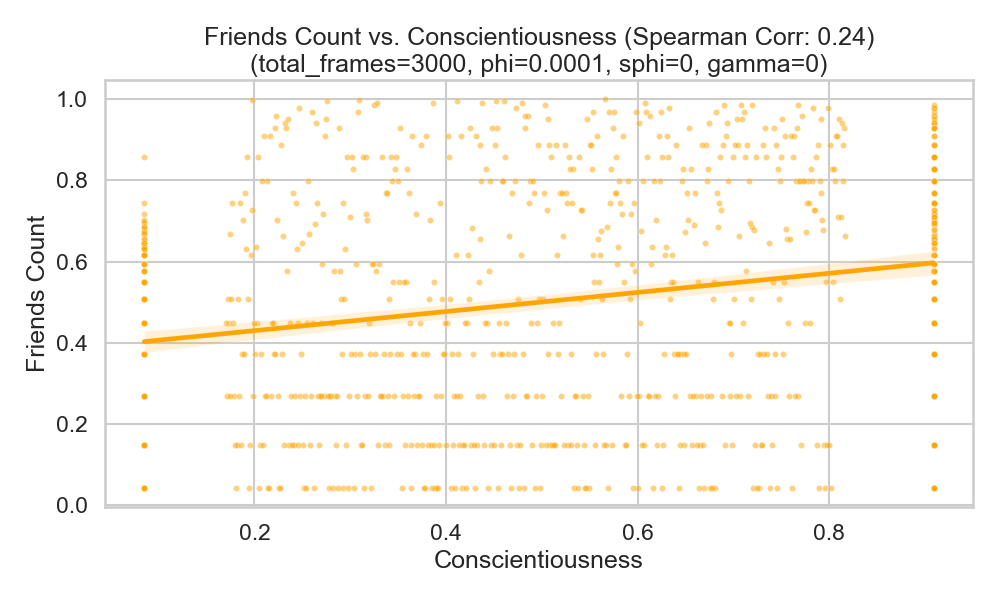 Friends Count vs. Conscientiousness (Spearman Corr: 0.24)
(total_frames=3000, phi=0.0001, sphi=0, gamma=0)
1.0
0.8
0.6
0.4
0.2
0.0
Friends Count
0.2 0.4 0.6 0.8
Conscientiousness